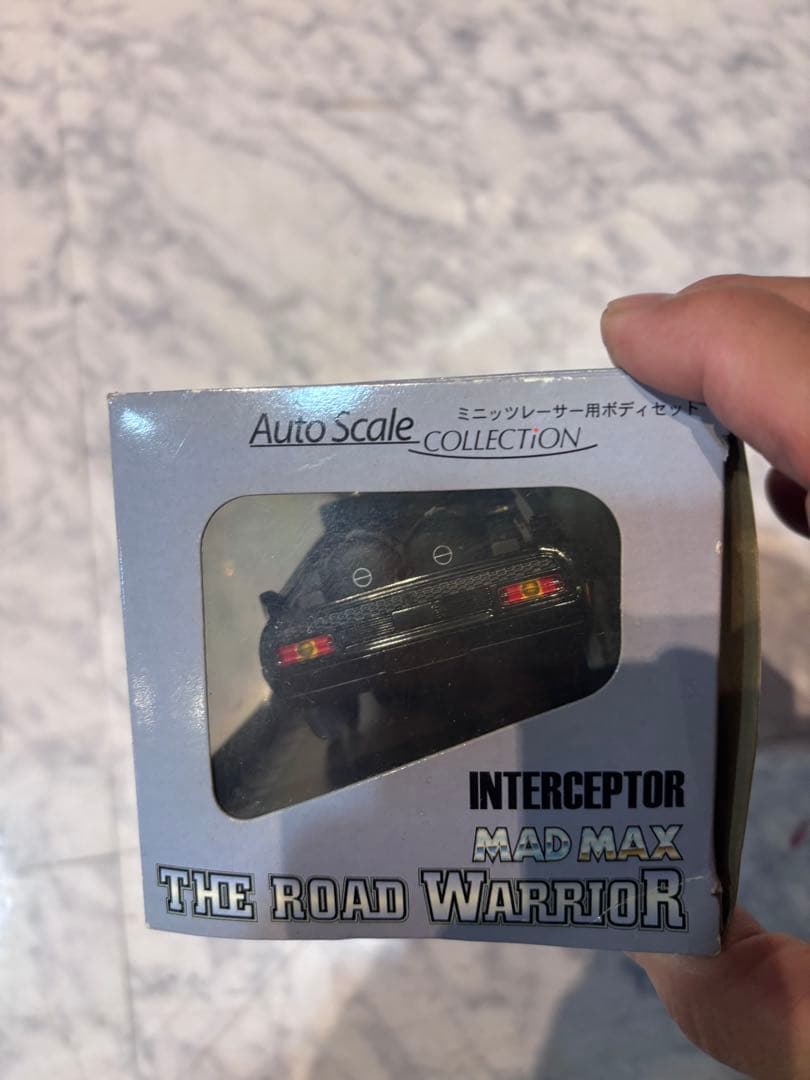 ミニッツレーサー用ボディセット
Auto Scale
COLLECTiON
INTERCEPTOR
MAD MAX
THE ROAD WARRIOR